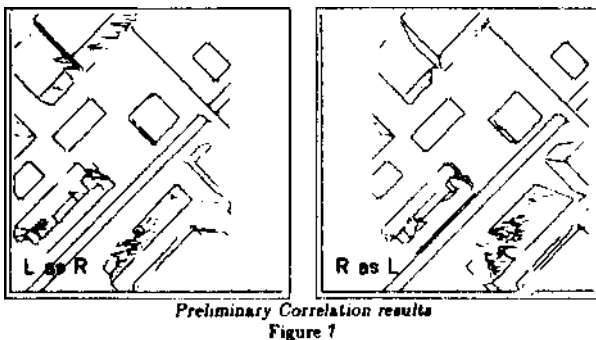 L as R
R as L
Preliminary Correlation results
Figure 7